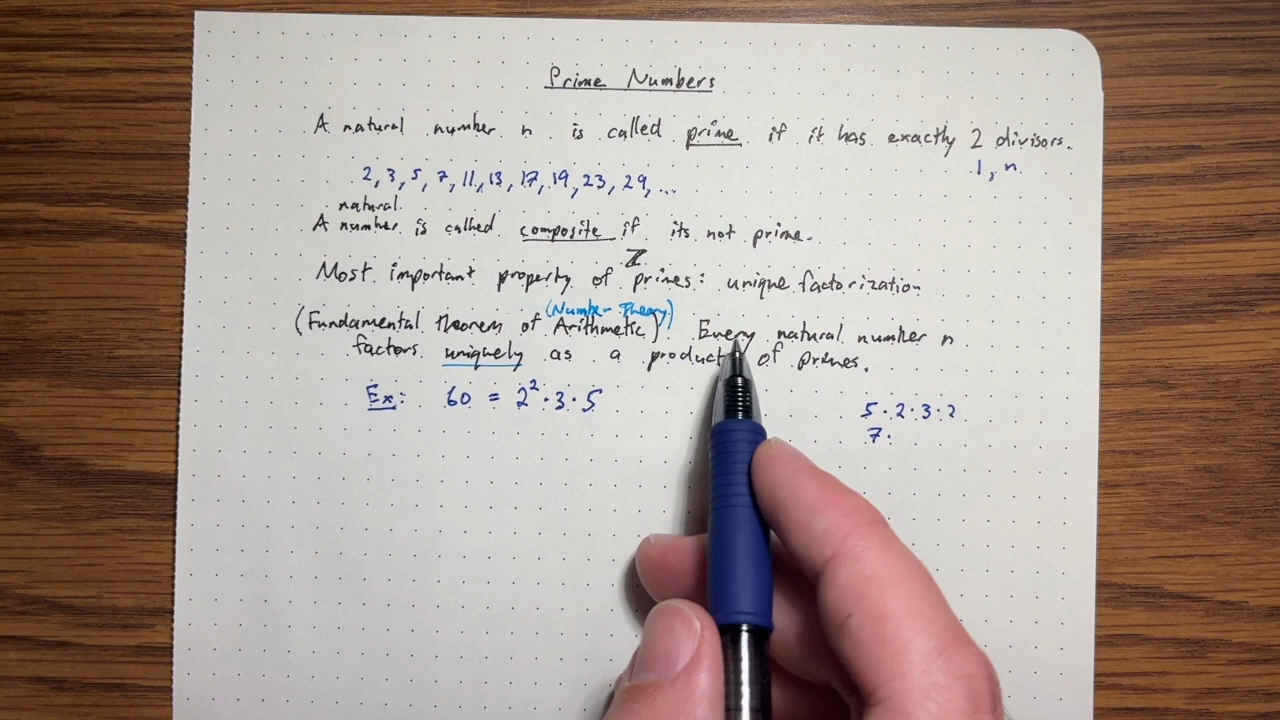 Prime Numbers
A natural number n is called prime if it has exactly 2 divisors.
1, n
2, 3, 5, 7, 11, 13, 17, 19, 23, 29, ...
natural
A number is called composite if its not prime.
ℤ
Most important property of primes: unique factorization
(Number Theory)
(Fundamental theorem of Arithmetic) Every natural number n
factors uniquely as a product of primes.
Ex: 60 = 2² · 3 · 5
5 · 2 · 3 · 2
7 ·